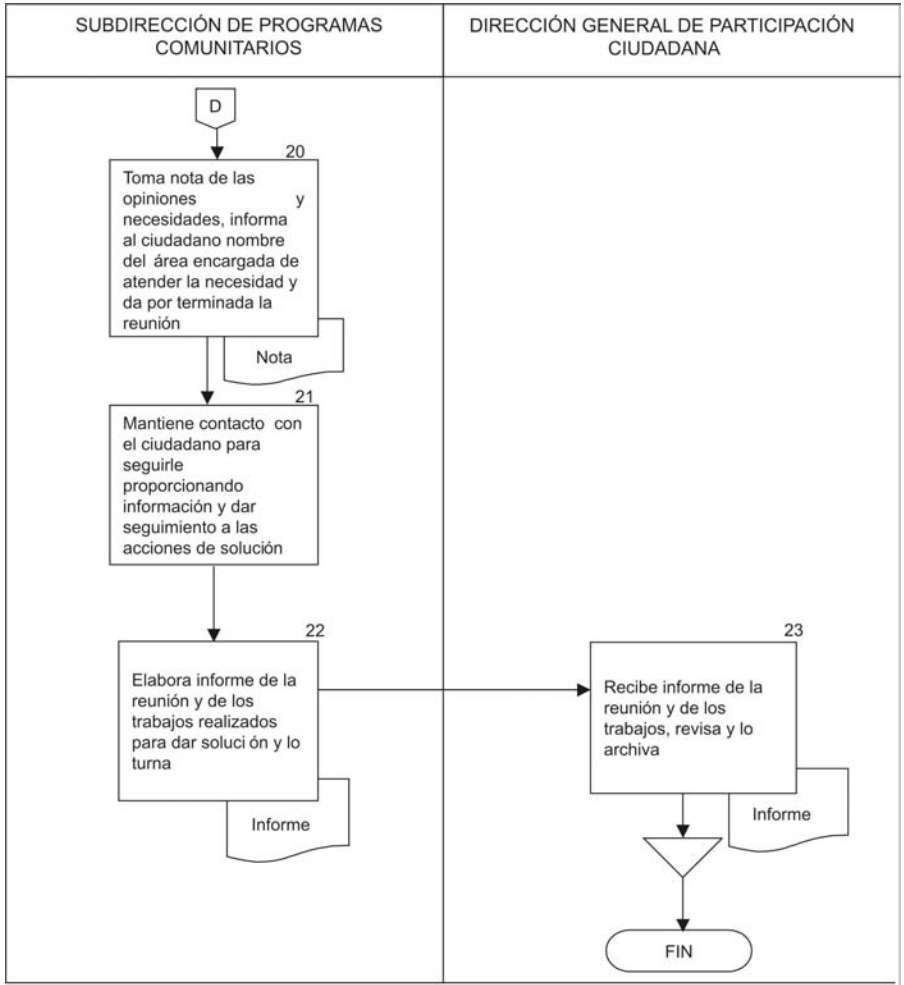 SUBDIRECCIÓN DE PROGRAMAS
COMUNITARIOS
DIRECCIÓN GENERAL DE PARTICIPACIÓN
CIUDADANA
D
20
Toma nota de las
opiniones y
necesidades, informa
al ciudadano nombre
del área encargada de
atender la necesidad y
da por terminada la
reunión
Nota
21
Mantiene contacto con
el ciudadano para
seguirle
proporcionando
información y dar
seguimiento a las
acciones de solución
22
Elabora informe de la
reunión y de los
trabajos realizados
para dar soluci ón y lo
turna
Informe
23
Recibe informe de la
reunión y de los
trabajos, revisa y lo
archiva
Informe
FIN